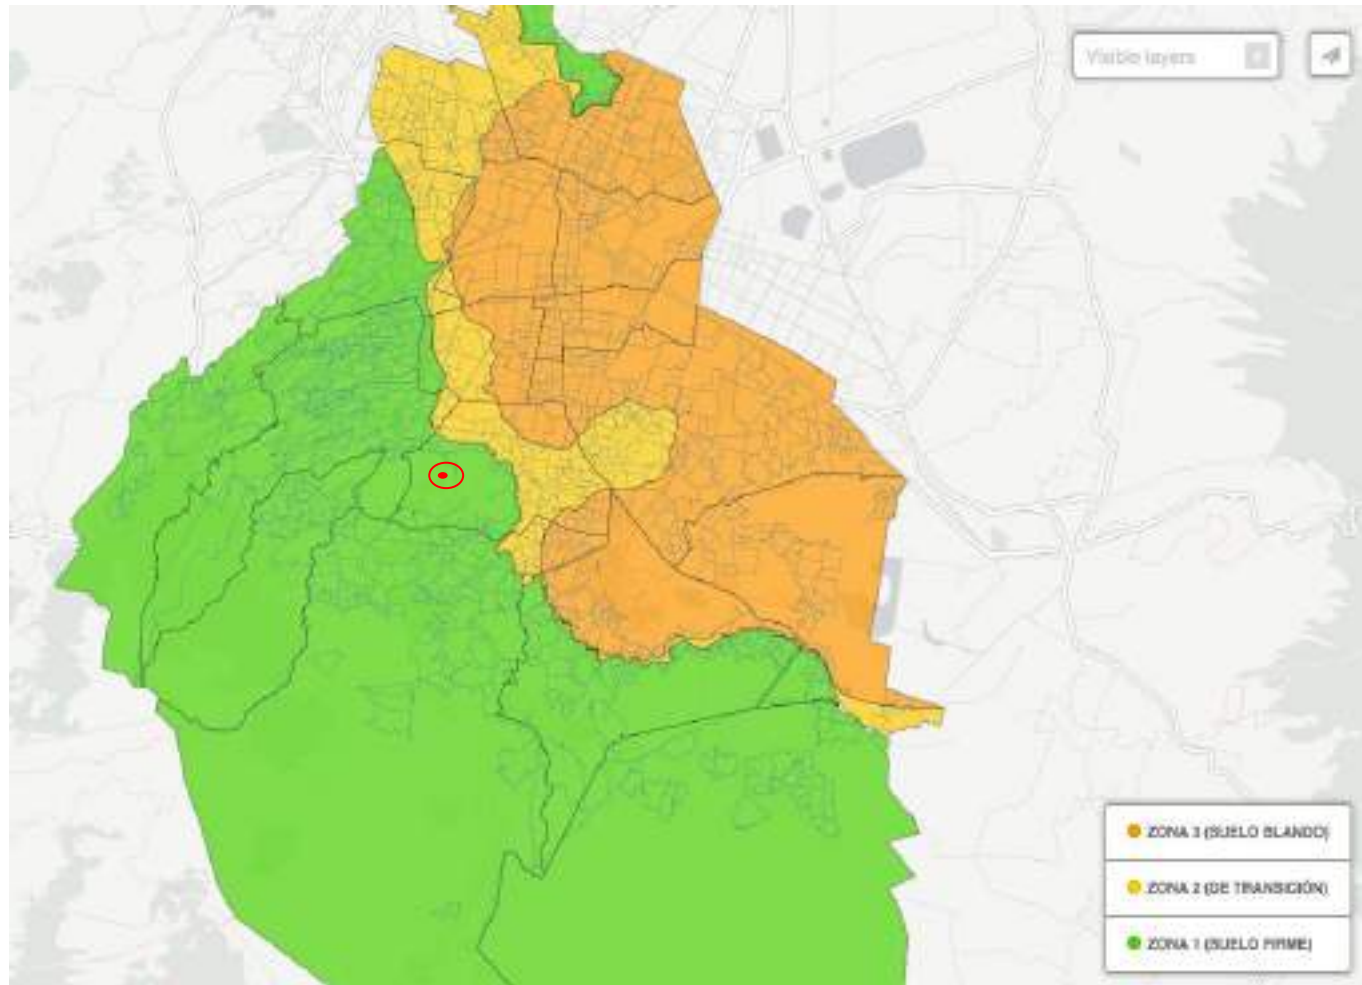 Visible layers
ZONA 3 (SUELO BLANDO)
ZONA 2 (DE TRANSICIÓN)
ZONA 1 (SUELO FIRME)